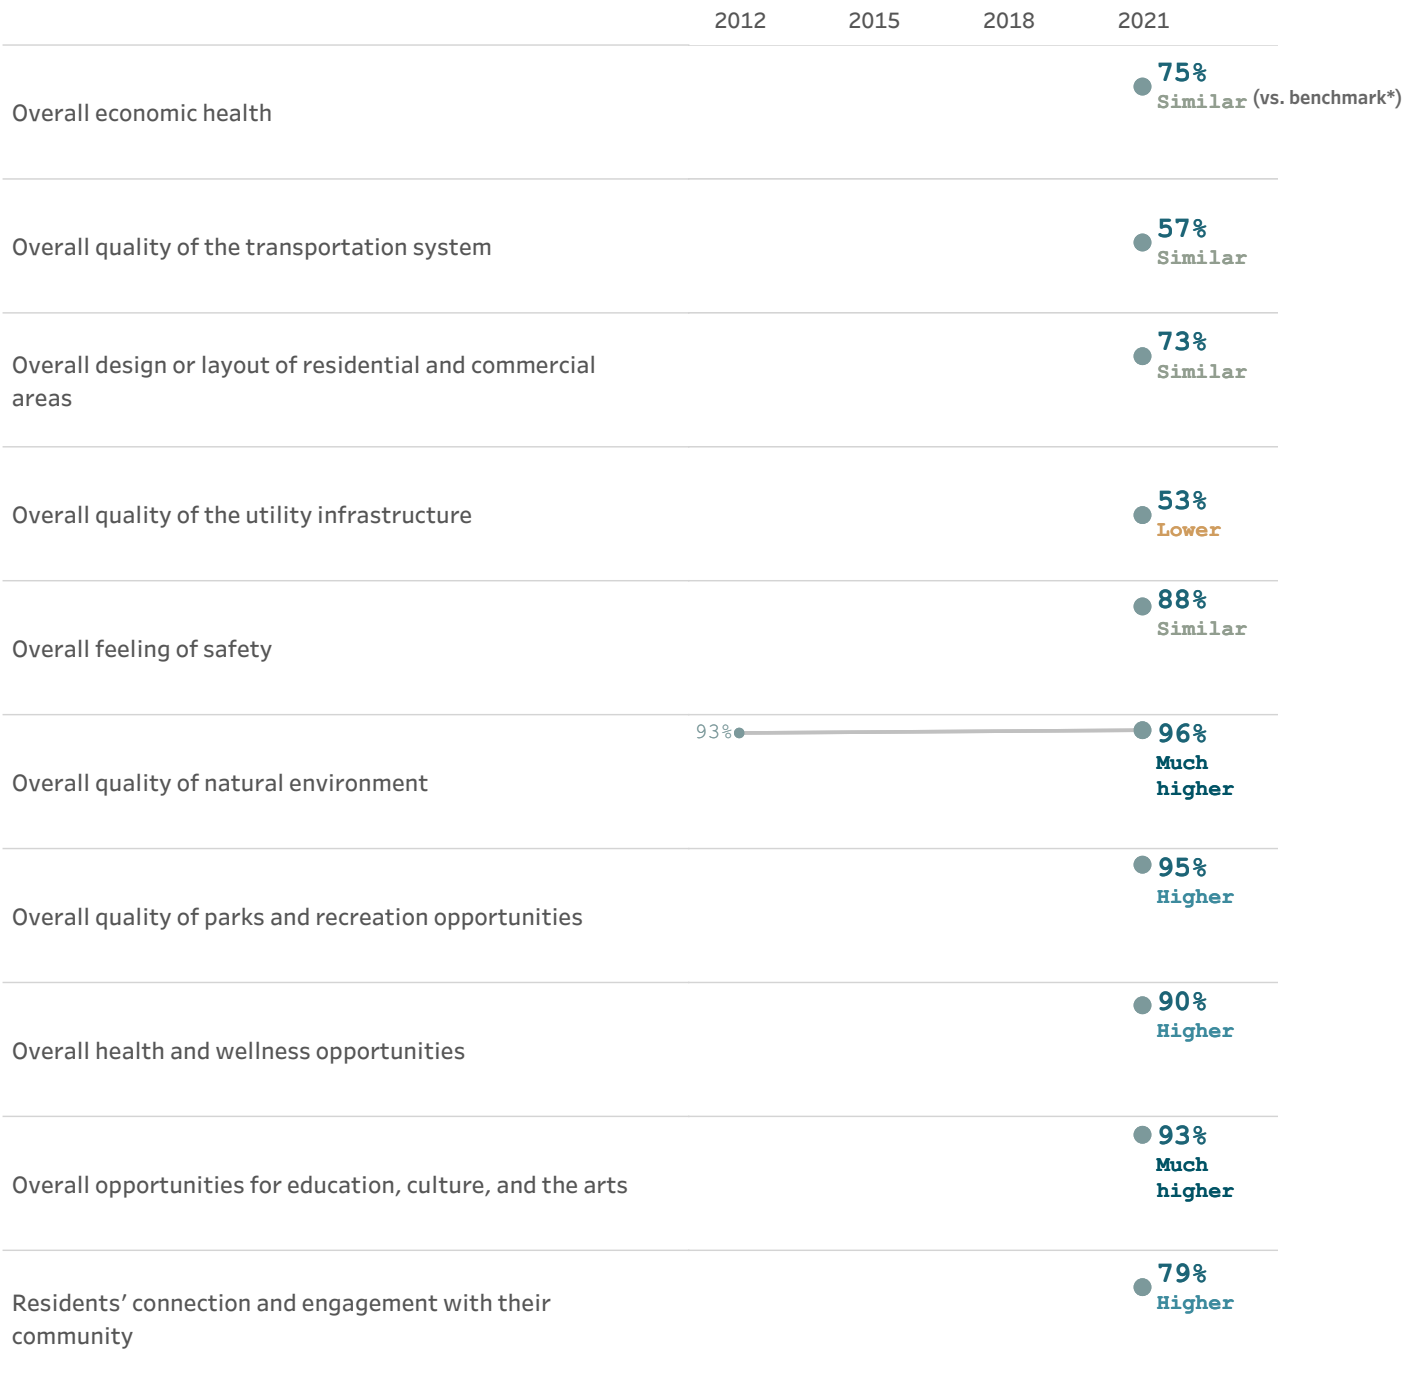 2012 2015 2018 2021
75%
Overall economic health Similar (vs. benchmark*)
57%
Overall quality of the transportation system
Similar
73%
Overall design or layout of residential and commercial
Similar
areas
53%
Overall quality of the utility infrastructure
Lower
88%
Similar
Overall feeling of safety
93% 96%
Much
Overall quality of natural environment
higher
95%
Higher
Overall quality of parks and recreation opportunities
90%
Higher
Overall health and wellness opportunities
93%
Much
Overall opportunities for education, culture, and the arts
higher
79%
Residents’ connection and engagement with their
Higher
community